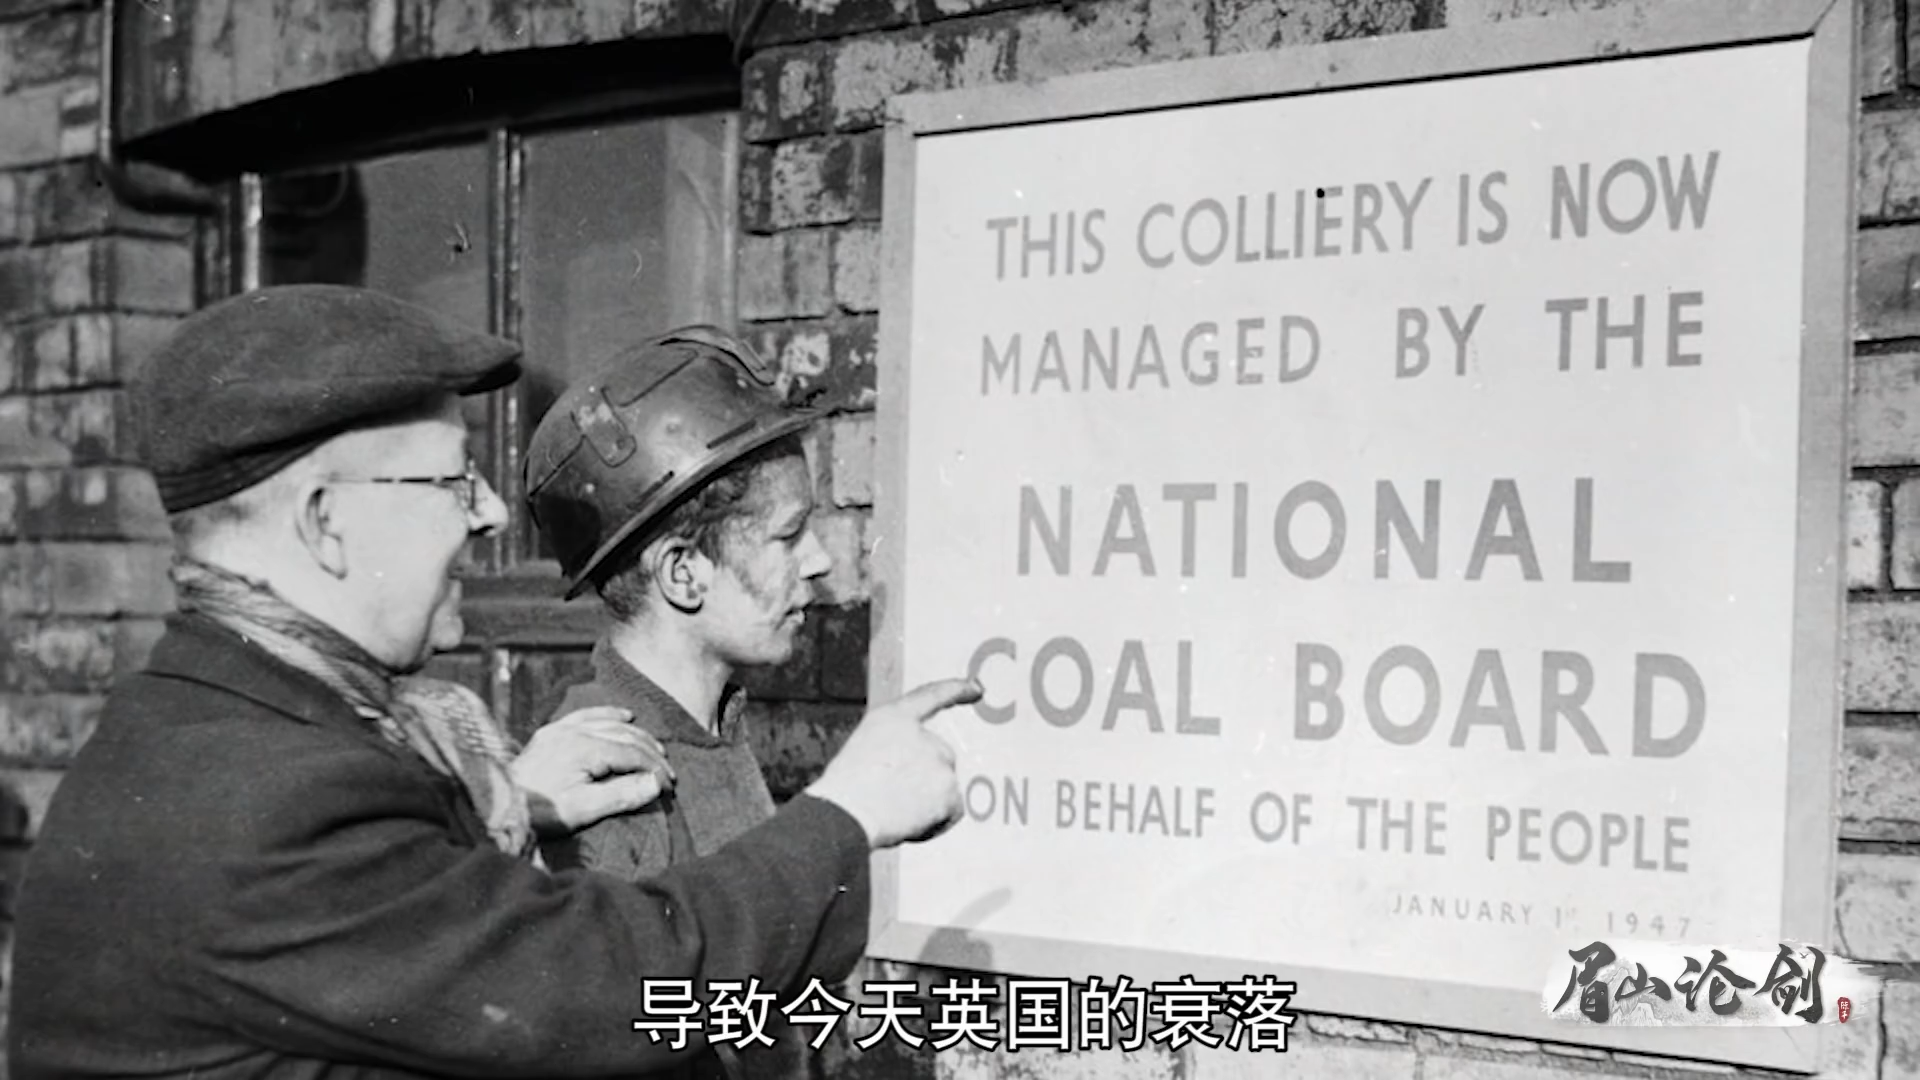 THIS COLLIERY IS NOW
MANAGED BY THE
NATIONAL
COAL BOARD
ON BEHALF OF THE PEOPLE
JANUARY 1ST 1947
导致今天英国的衰落
眉山论剑